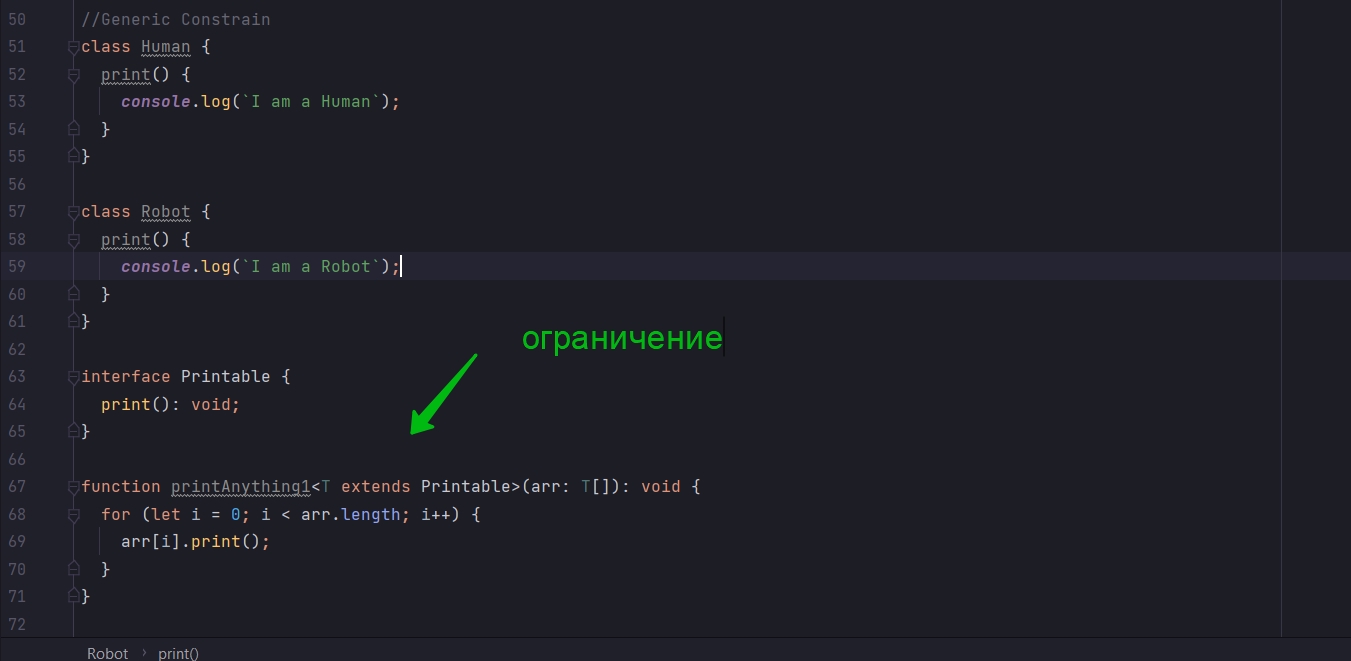 50 //Generic Constrain
51 class Human {
52 print() {
53 console.log(`I am a Human`);
54 }
55 }
56
57 class Robot {
58 print() {
59 console.log(`I am a Robot`);
60 }
61 }
62
ограничение
63 interface Printable {
64 print(): void;
65 }
66
67 function printAnything1<T extends Printable>(arr: T[]): void {
68 for (let i = 0; i < arr.length; i++) {
69 arr[i].print();
70 }
71 }
72
Robot › print()